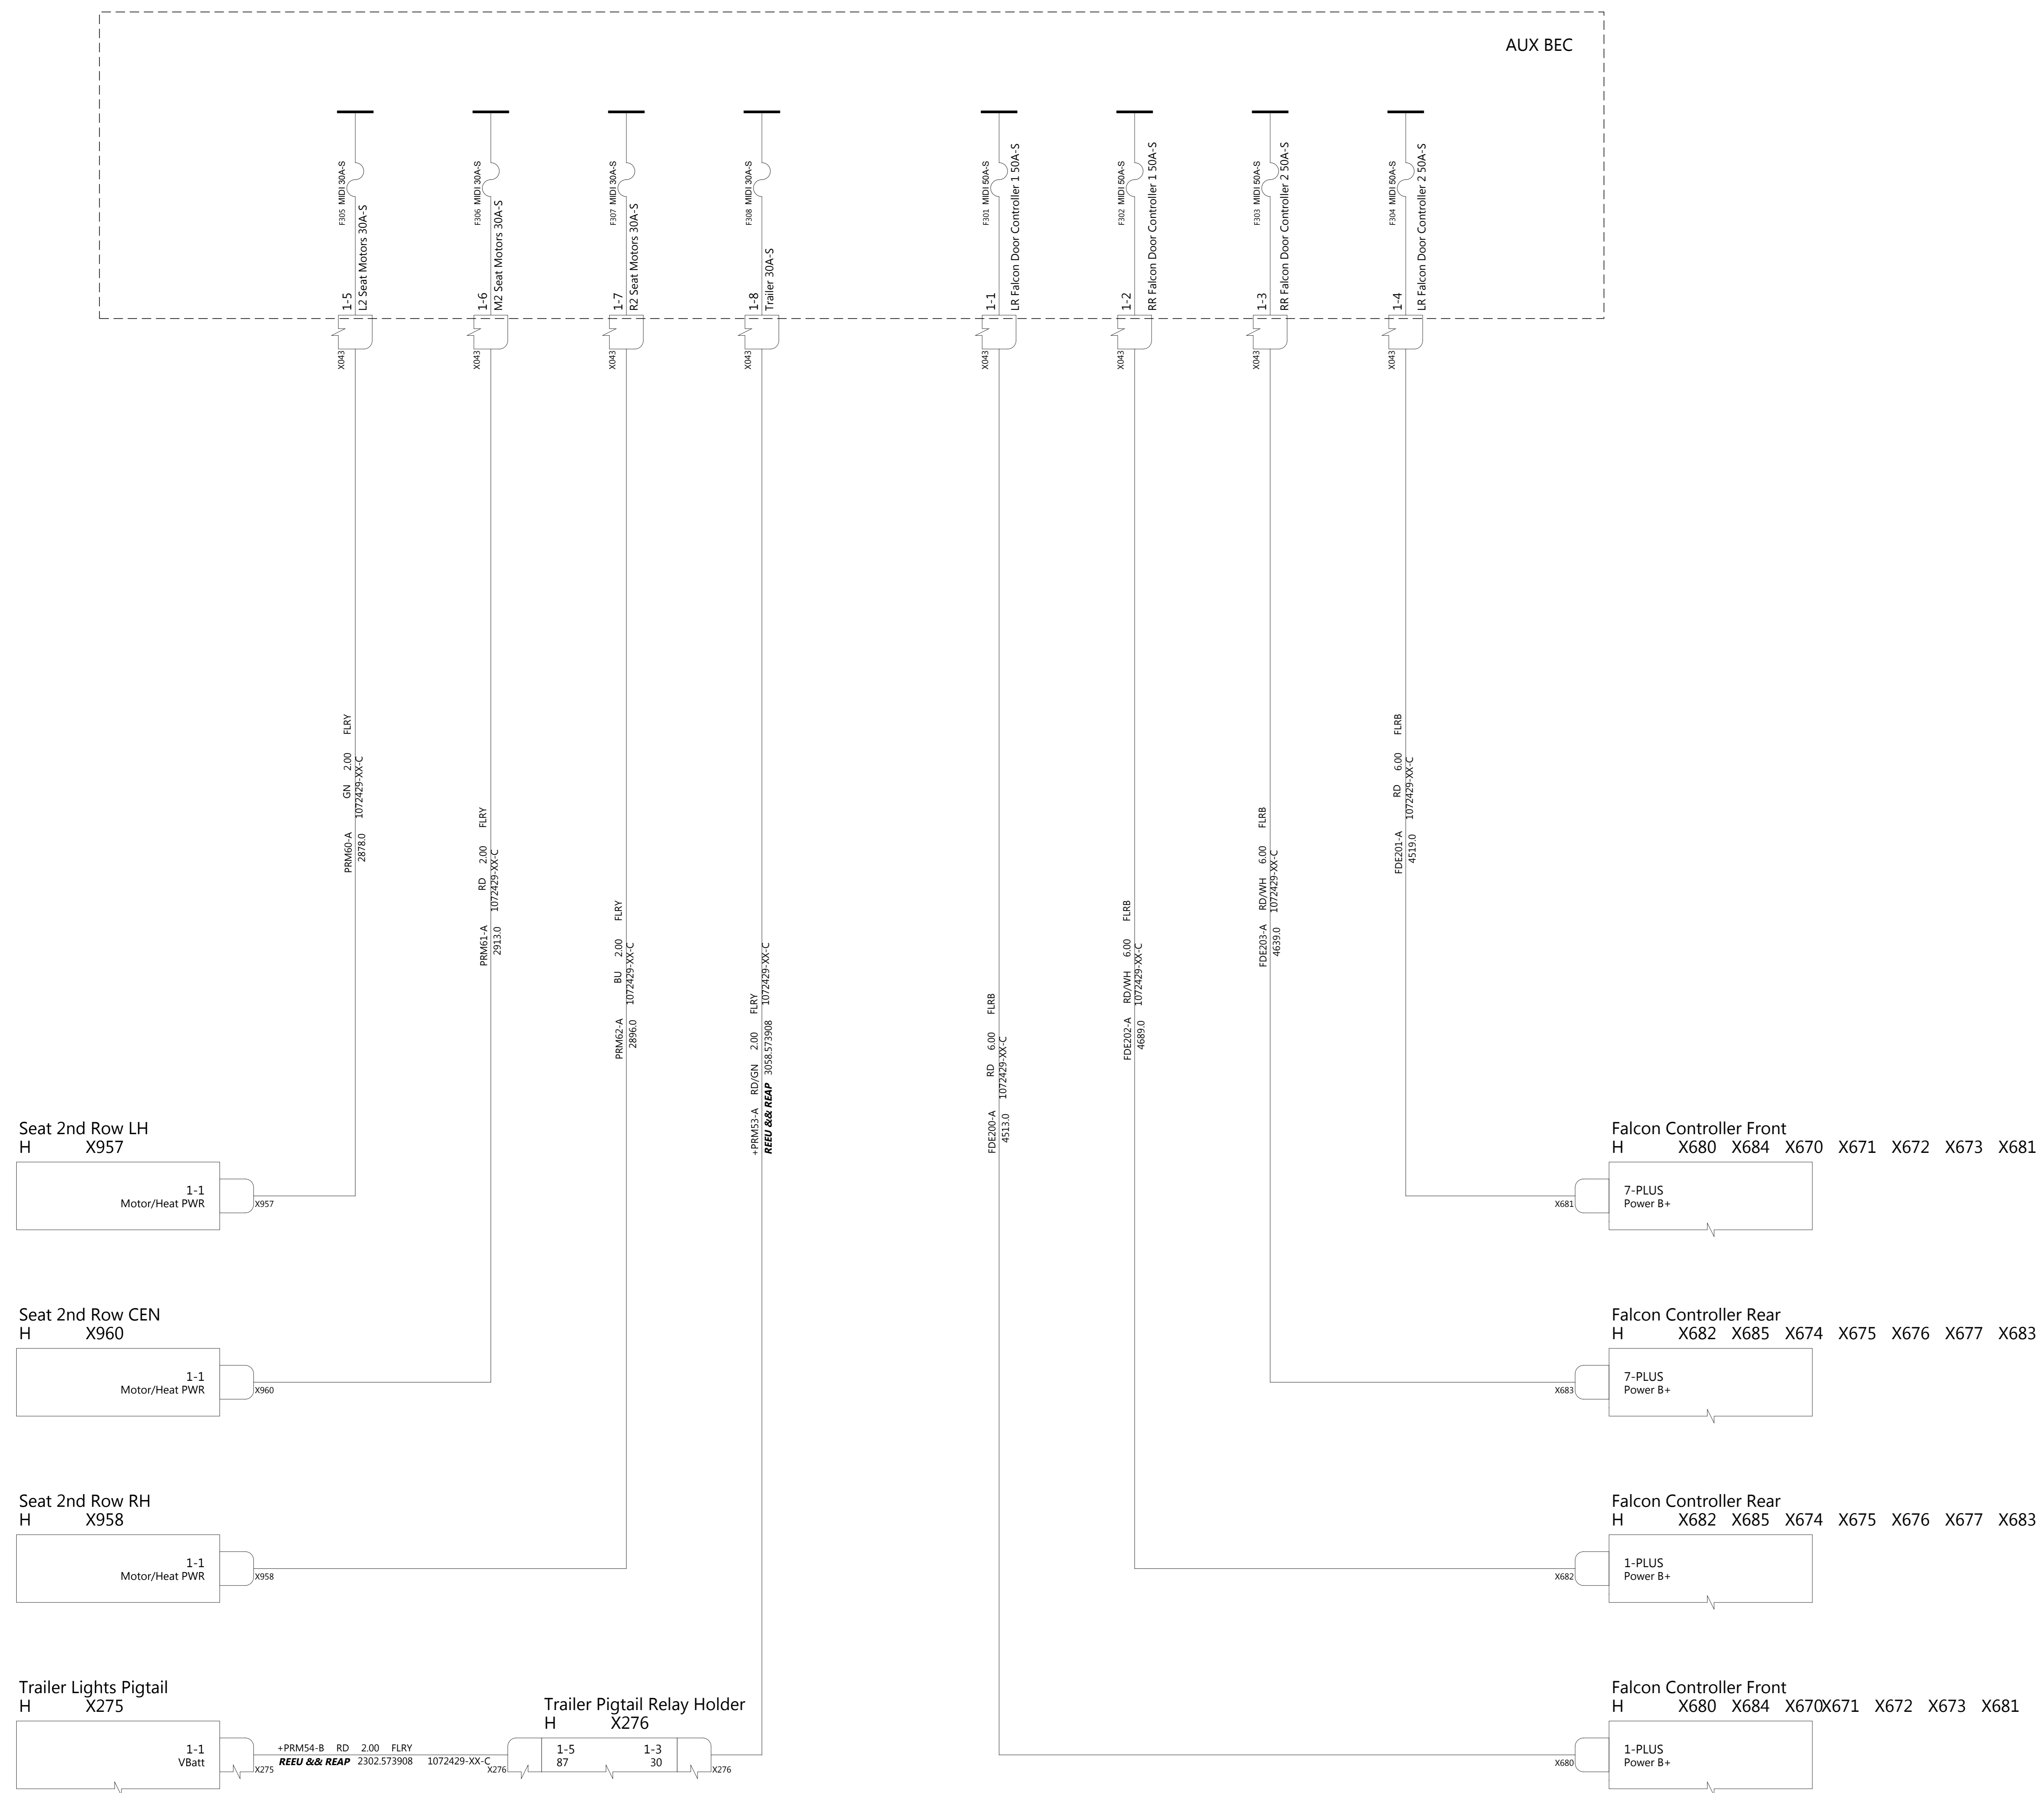 AUX BEC
F305 MIDI 30A-S
L2 Seat Motors 30A-S
1-5
X043
F306 MIDI 30A-S
M2 Seat Motors 30A-S
1-6
X043
F307 MIDI 30A-S
R2 Seat Motors 30A-S
1-7
X043
F308 MIDI 30A-S
Trailer 30A-S
1-8
X043
F301 MIDI 50A-S
LR Falcon Door Controller 1 50A-S
1-1
X043
F302 MIDI 50A-S
RR Falcon Door Controller 1 50A-S
1-2
X043
F303 MIDI 50A-S
RR Falcon Door Controller 2 50A-S
1-3
X043
F304 MIDI 50A-S
LR Falcon Door Controller 2 50A-S
1-4
X043
PRM60-A GN 2.00 FLRY
2878.0 1072429-XX-C
PRM61-A RD 2.00 FLRY
2913.0 1072429-XX-C
PRM62-A BU 2.00 FLRY
2896.0 1072429-XX-C
+PRM53-A RD/GN 2.00 FLRY
REEU && REAP 3058.573908 1072429-XX-C
FDE200-A RD 6.00 FLRB
4513.0 1072429-XX-C
FDE202-A RD/WH 6.00 FLRB
4689.0 1072429-XX-C
FDE203-A RD/WH 6.00 FLRB
4639.0 1072429-XX-C
FDE201-A RD 6.00 FLRB
4519.0 1072429-XX-C
Seat 2nd Row LH
H X957
1-1
Motor/Heat PWR
X957
Falcon Controller Front
H X680 X684 X670 X671 X672 X673 X681
7-PLUS
Power B+
X681
Seat 2nd Row CEN
H X960
1-1
Motor/Heat PWR
X960
Falcon Controller Rear
H X682 X685 X674 X675 X676 X677 X683
7-PLUS
Power B+
X683
Seat 2nd Row RH
H X958
1-1
Motor/Heat PWR
X958
Falcon Controller Rear
H X682 X685 X674 X675 X676 X677 X683
1-PLUS
Power B+
X682
Trailer Lights Pigtail
H X275
1-1
VBatt
X275
+PRM54-B RD 2.00 FLRY
REEU && REAP 2302.573908 1072429-XX-C
X276
Trailer Pigtail Relay Holder
H X276
1-5 1-3
87 30
X276
Falcon Controller Front
H X680 X684 X670X671 X672 X673 X681
1-PLUS
Power B+
X680